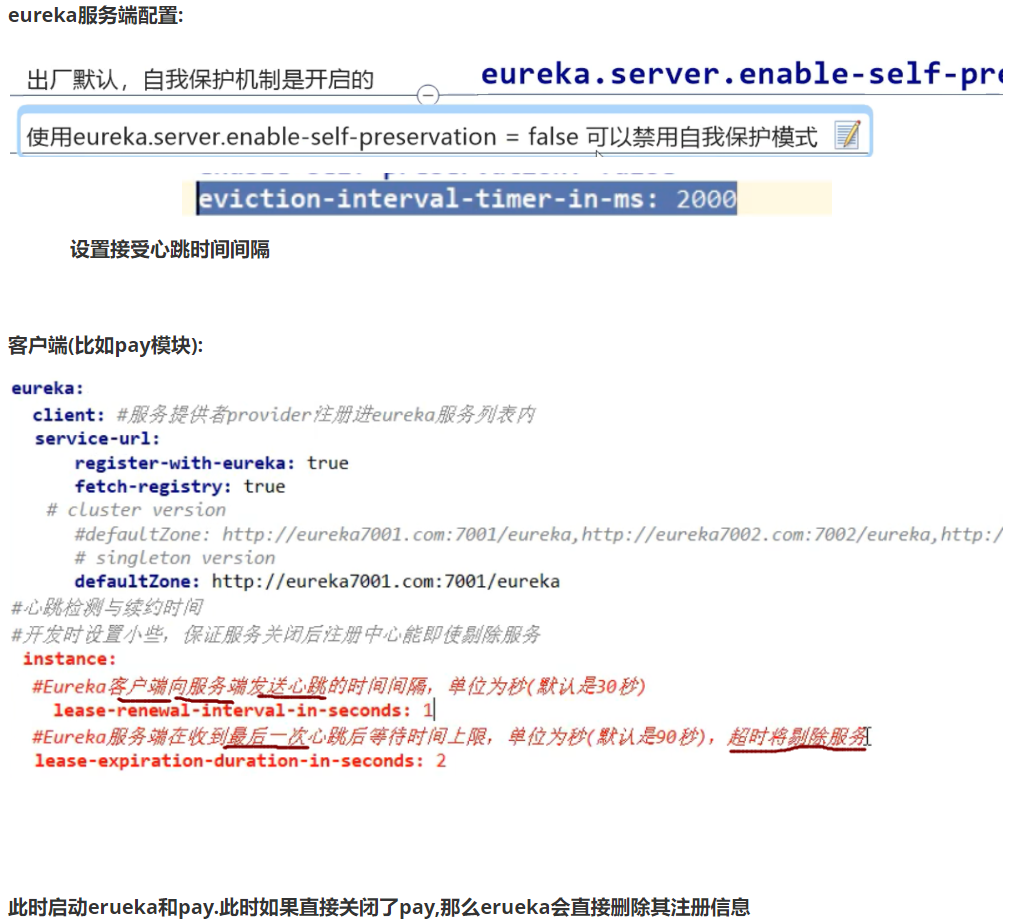 eureka服务端配置:
出厂默认，自我保护机制是开启的
eureka.server.enable-self-pre
使用eureka.server.enable-self-preservation = false 可以禁用自我保护模式
eviction-interval-timer-in-ms: 2000
设置接受心跳时间间隔
客户端(比如pay模块):
eureka:
client: #服务提供者provider注册进eureka服务列表内
service-url:
register-with-eureka: true
fetch-registry: true
# cluster version
#defaultZone: http://eureka7001.com:7001/eureka,http://eureka7002.com:7002/eureka,http:/
# singleton version
defaultZone: http://eureka7001.com:7001/eureka
#心跳检测与续约时间
#开发时设置小些，保证服务关闭后注册中心能即使剔除服务
instance:
#Eureka客户端向服务端发送心跳的时间间隔，单位为秒(默认是30秒)
lease-renewal-interval-in-seconds: 1
#Eureka服务端在收到最后一次心跳后等待时间上限，单位为秒(默认是90秒)，超时将剔除服务
lease-expiration-duration-in-seconds: 2
此时启动erueka和pay.此时如果直接关闭了pay,那么erueka会直接删除其注册信息